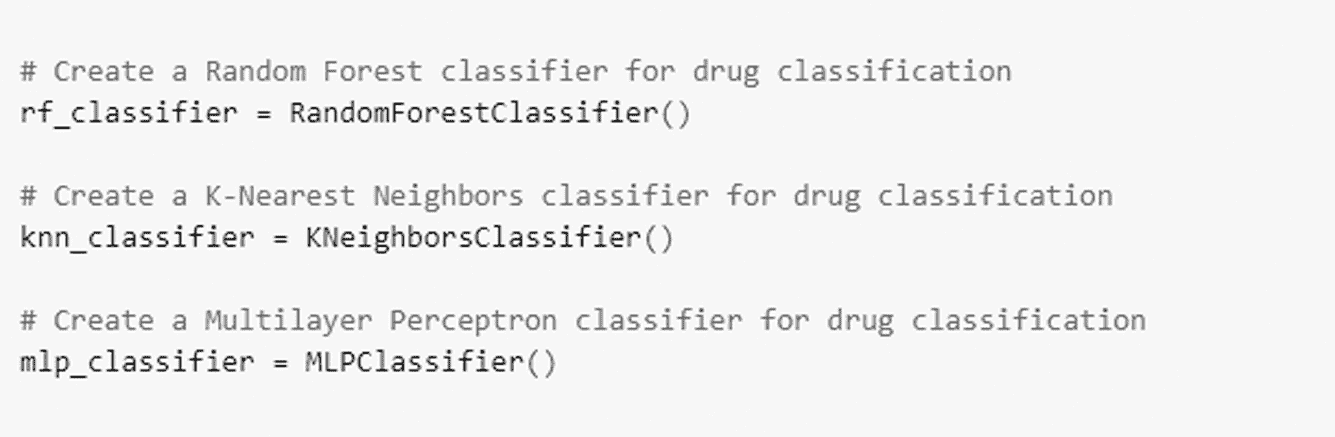 # Create a Random Forest classifier for drug classification
rf_classifier = RandomForestClassifier()
# Create a K-Nearest Neighbors classifier for drug classification
knn_classifier = KNeighborsClassifier()
# Create a Multilayer Perceptron classifier for drug classification
mlp_classifier = MLPClassifier()